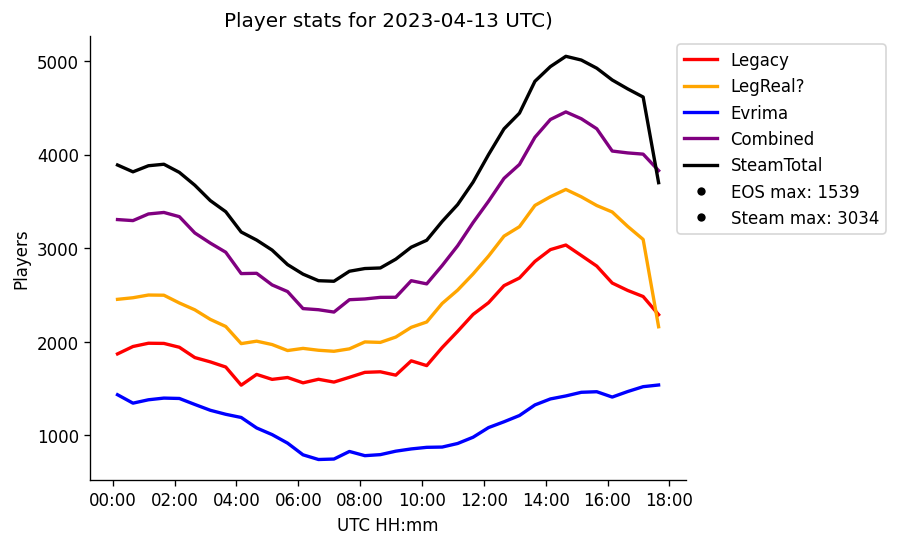 Player stats for 2023-04-13 UTC)
Players
5000
4000
3000
2000
1000
00:00 02:00 04:00 06:00 08:00 10:00 12:00 14:00 16:00 18:00
UTC HH:mm
Legacy
LegReal?
Evrima
Combined
SteamTotal
EOS max: 1539
Steam max: 3034